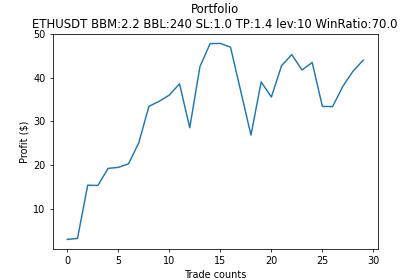 Portfolio
ETHUSDT BBM:2.2 BBL:240 SL:1.0 TP:1.4 lev:10 WinRatio:70.0
50
40
30
20
10
Profit ($)
0 5 10 15 20 25 30
Trade counts